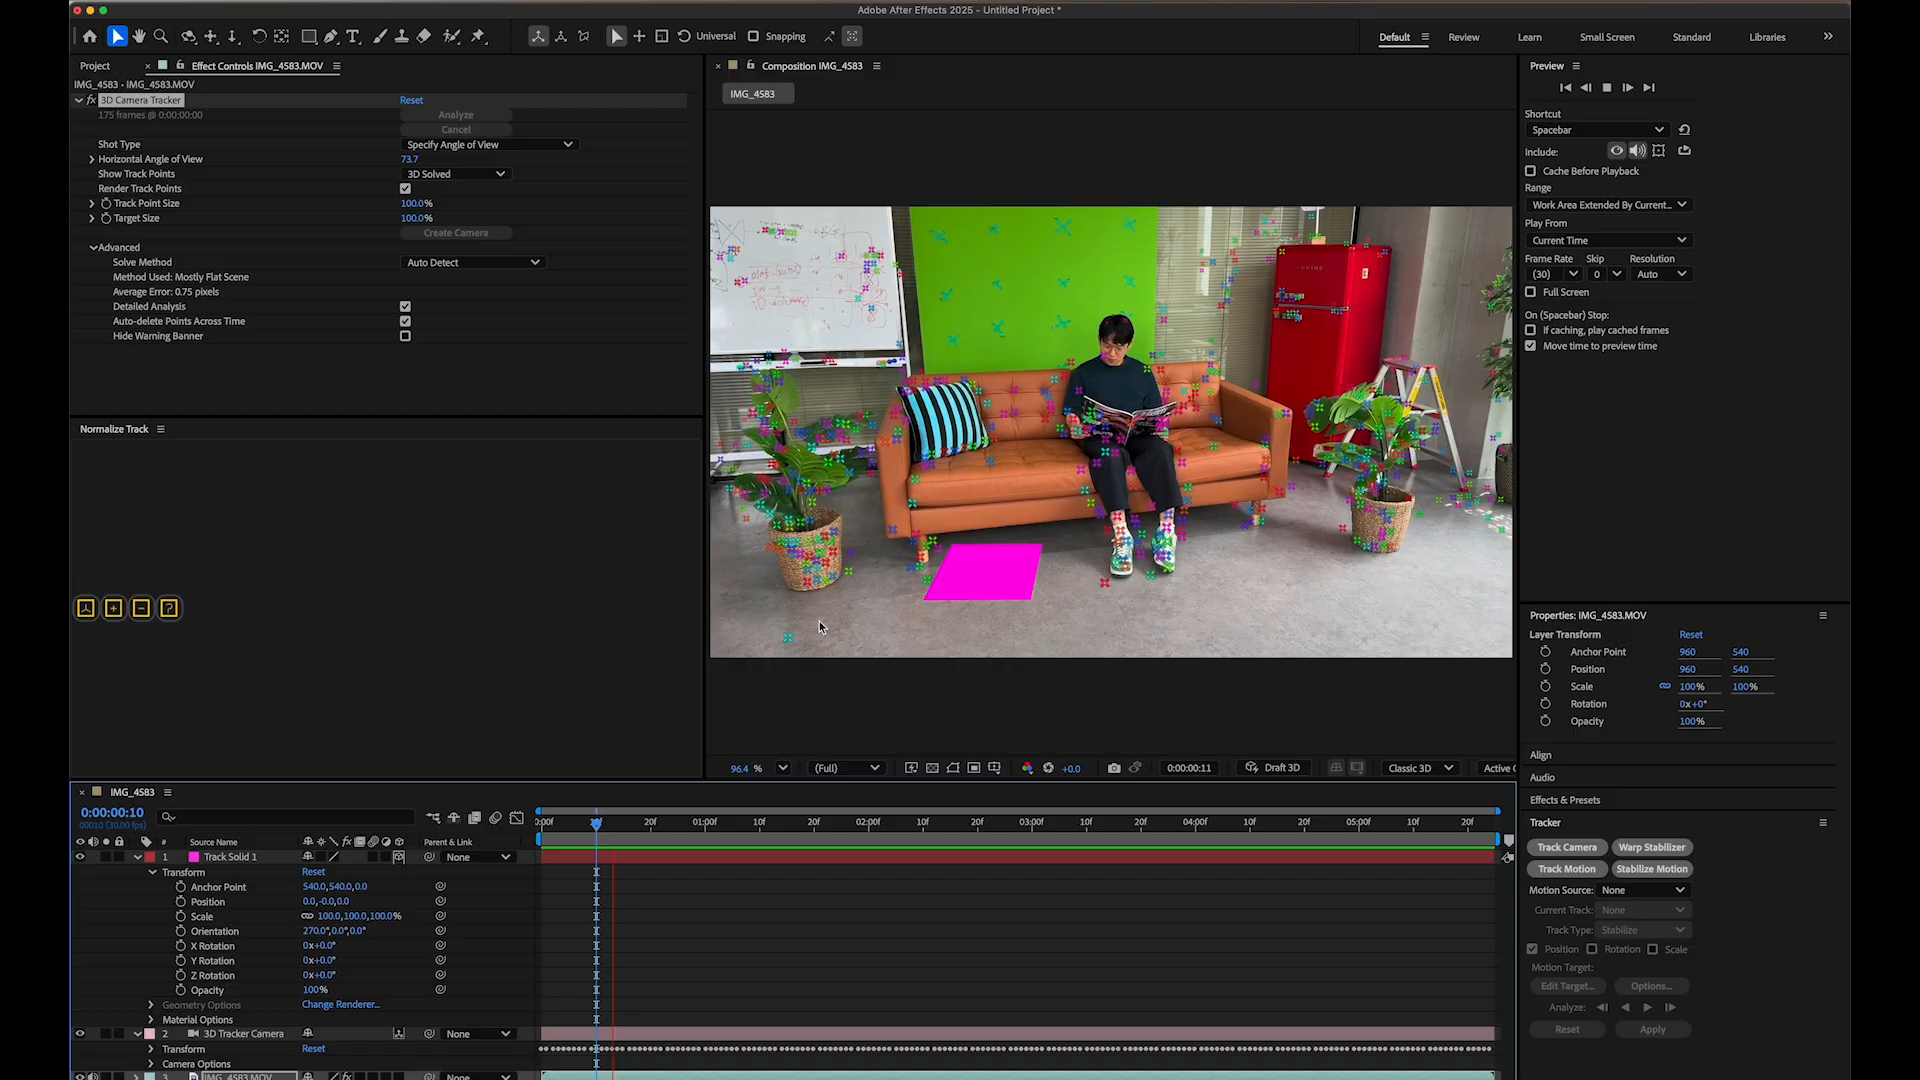 Adobe After Effects 2025 - Untitled Project *
Universal
Snapping
Default
Review
Learn
Small Screen
Standard
Libraries
Project
Effect Controls IMG_4583.MOV
IMG_4583 - IMG_4583.MOV
fx 3D Camera Tracker Reset
175 frames @ 0:00:00:00 Analyze
Cancel
Shot Type Specify Angle of View
Horizontal Angle of View 73.7
Show Track Points 3D Solved
Render Track Points
Track Point Size 100.0%
Target Size 100.0%
Create Camera
Advanced
Solve Method Auto Detect
Method Used: Mostly Flat Scene
Average Error: 0.75 pixels
Detailed Analysis
Auto-delete Points Across Time
Hide Warning Banner
Normalize Track
Composition IMG_4583
IMG_4583
96.4 %
(Full)
+0.0
0:00:00:11
Draft 3D
Classic 3D
Active
Preview
Shortcut
Spacebar
Include:
Cache Before Playback
Range
Work Area Extended By Current...
Play From
Current Time
Frame Rate Skip Resolution
(30) 0 Auto
Full Screen
On (Spacebar) Stop:
If caching, play cached frames
Move time to preview time
Properties: IMG_4583.MOV
Layer Transform Reset
Anchor Point 960 540
Position 960 540
Scale 100% 100%
Rotation 0x+0°
Opacity 100%
Align
Audio
Effects & Presets
Tracker
Track Camera Warp Stabilizer
Track Motion Stabilize Motion
Motion Source: None
Current Track: None
Track Type: Stabilize
Position Rotation Scale
Motion Target:
Edit Target... Options...
Analyze:
Reset Apply
IMG_4583
0:00:00:10
00010 (30.00 fps)
:00f 20f 01:00f 10f 20f 02:00f 10f 20f 03:00f 10f 20f 04:00f 10f 20f 05:00f 10f 20f
# Source Name Parent & Link
1 Track Solid 1 None
Transform Reset
Anchor Point 540.0,540.0,0.0
Position 0.0,-0.0,0.0
Scale 100.0,100.0,100.0%
Orientation 270.0°,0.0°,0.0°
X Rotation 0x+0.0°
Y Rotation 0x+0.0°
Z Rotation 0x+0.0°
Opacity 100%
Geometry Options Change Renderer...
Material Options
2 3D Tracker Camera None
Transform Reset
Camera Options
3 IMG_4583.MOV None